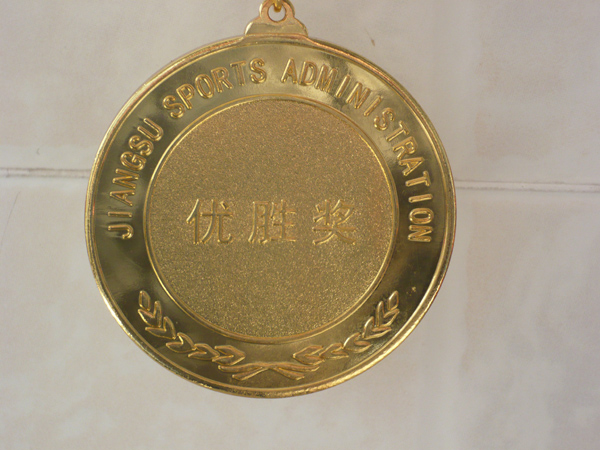 JIANGSU SPORTS ADMINISTRATION
优胜奖